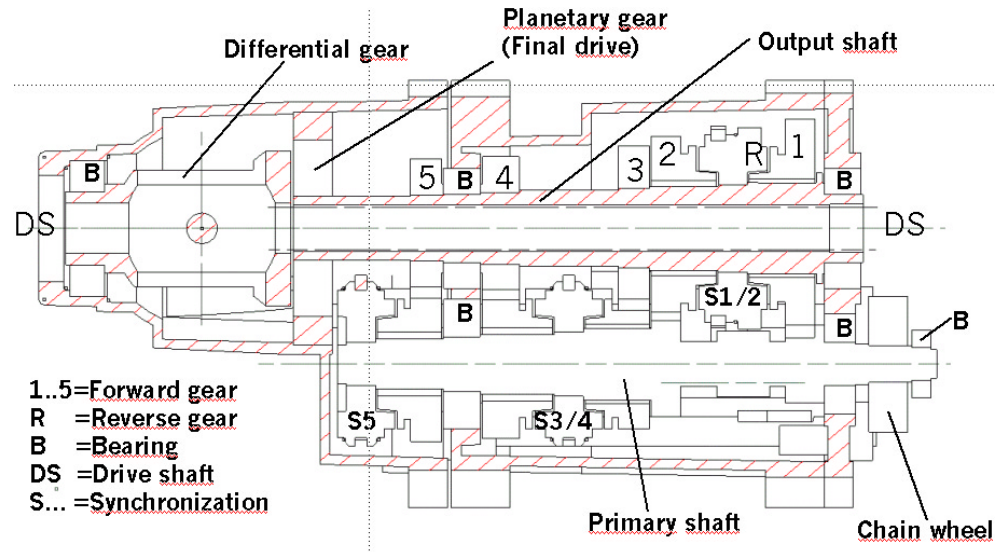 Planetary gear
(Final drive)
Differential gear
Output shaft
1
2
R
3
5
B
4
B
B
DS
DS
S1/2
B
B
B
1..5=Forward gear
R =Reverse gear
B =Bearing
DS =Drive shaft
S... =Synchronization
S5
S3/4
Primary shaft
Chain wheel